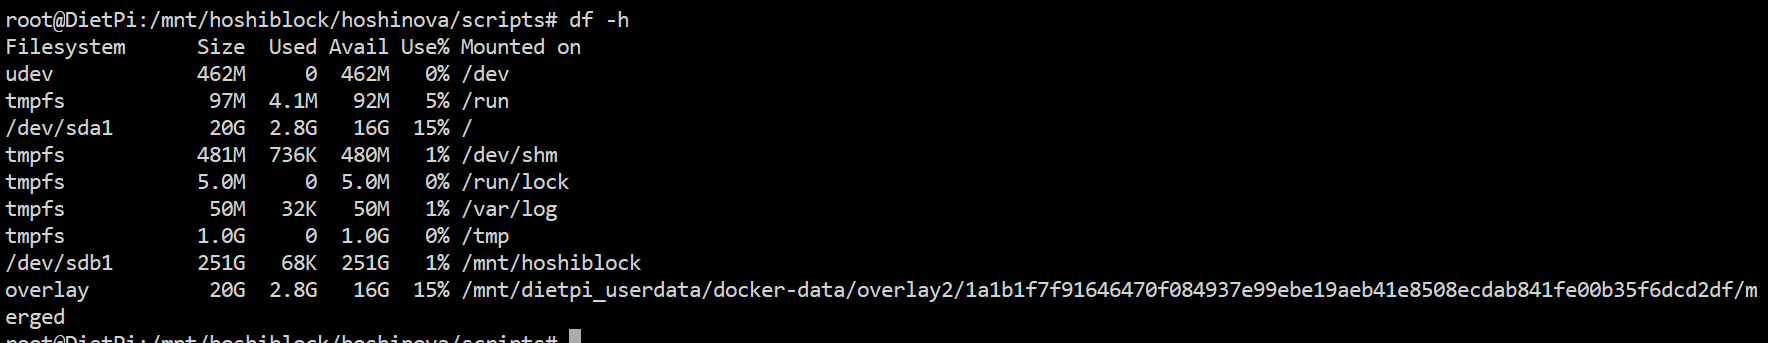 root@DietPi:/mnt/hoshiblock/hoshinova/scripts# df -h
Filesystem      Size  Used Avail Use% Mounted on
udev            462M     0  462M   0% /dev
tmpfs            97M  4.1M   92M   5% /run
/dev/sda1        20G  2.8G   16G  15% /
tmpfs           481M  736K  480M   1% /dev/shm
tmpfs           5.0M     0  5.0M   0% /run/lock
tmpfs            50M   32K   50M   1% /var/log
tmpfs           1.0G     0  1.0G   0% /tmp
/dev/sdb1       251G   68K  251G   1% /mnt/hoshiblock
overlay          20G  2.8G   16G  15% /mnt/dietpi_userdata/docker-data/overlay2/1a1b1f7f91646470f084937e99ebe19aeb41e8508ecdab841fe00b35f6dcd2df/m
erged
root@DietPi:/mnt/hoshiblock/hoshinova/scripts#